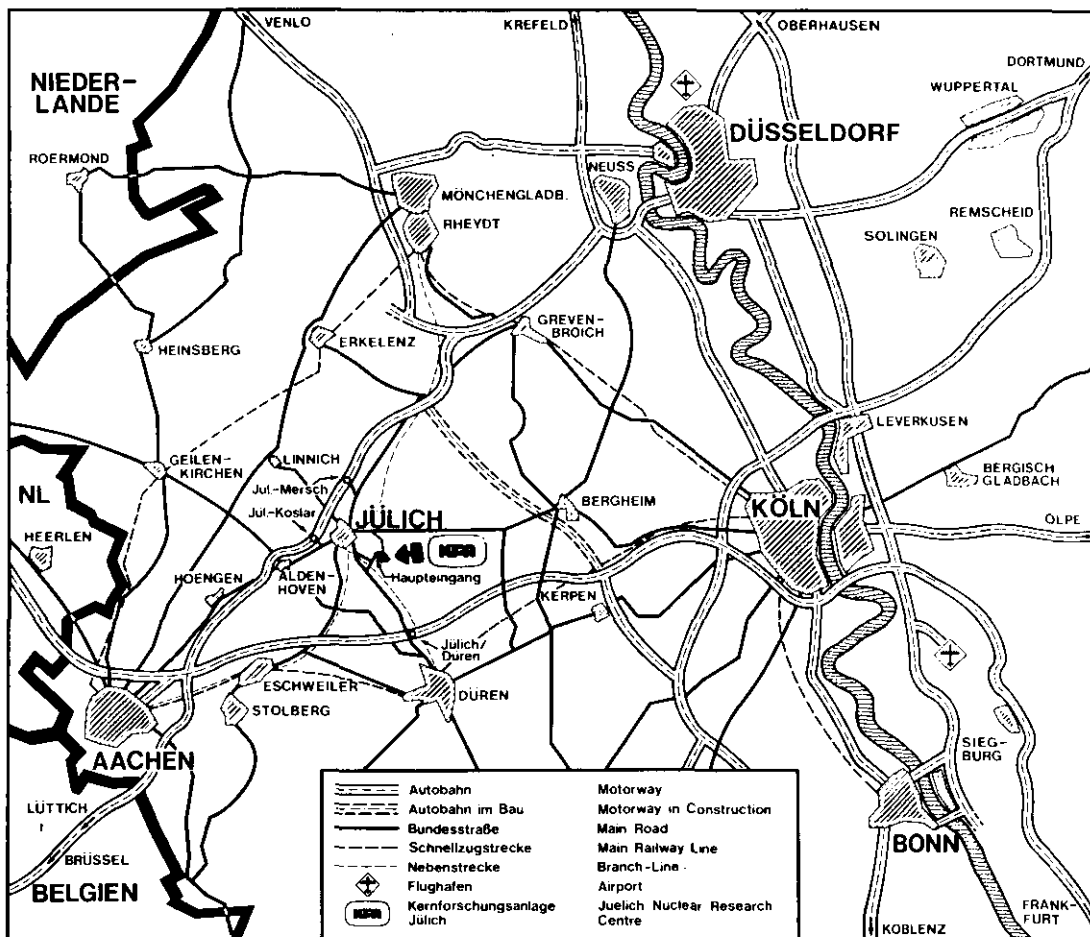 VENLO
KREFELD
OBERHAUSEN
DORTMUND
NIEDER-
LANDE
WUPPERTAL
DÜSSELDORF
ROERMOND
NEUSS
MÖNCHENGLADB.
RHEYDT
REMSCHEID
SOLINGEN
GREVEN-
BROICH
ERKELENZ
HEINSBERG
LEVERKUSEN
GEILEN-
KIRCHEN
LINNICH
BERGISCH
GLADBACH
NL
Jül.-Mersch
BERGHEIM
KÖLN
Jül.-Koslar
JÜLICH
OLPE
HEERLEN
KFA
HOENGEN
ALDEN-
HOVEN
Haupteingang
KERPEN
Jülich/
Düren
ESCHWEILER
DÜREN
STOLBERG
AACHEN
SIEG-
BURG
LÜTTICH
BONN
BRÜSSEL
BELGIEN
FRANK-
FURT
KOBLENZ
Autobahn Motorway
Autobahn im Bau Motorway in Construction
Bundesstraße Main Road
Schnellzugstrecke Main Railway Line
Nebenstrecke Branch-Line
Flughafen Airport
KFA Kernforschungsanlage Juelich Nuclear Research
Jülich Centre